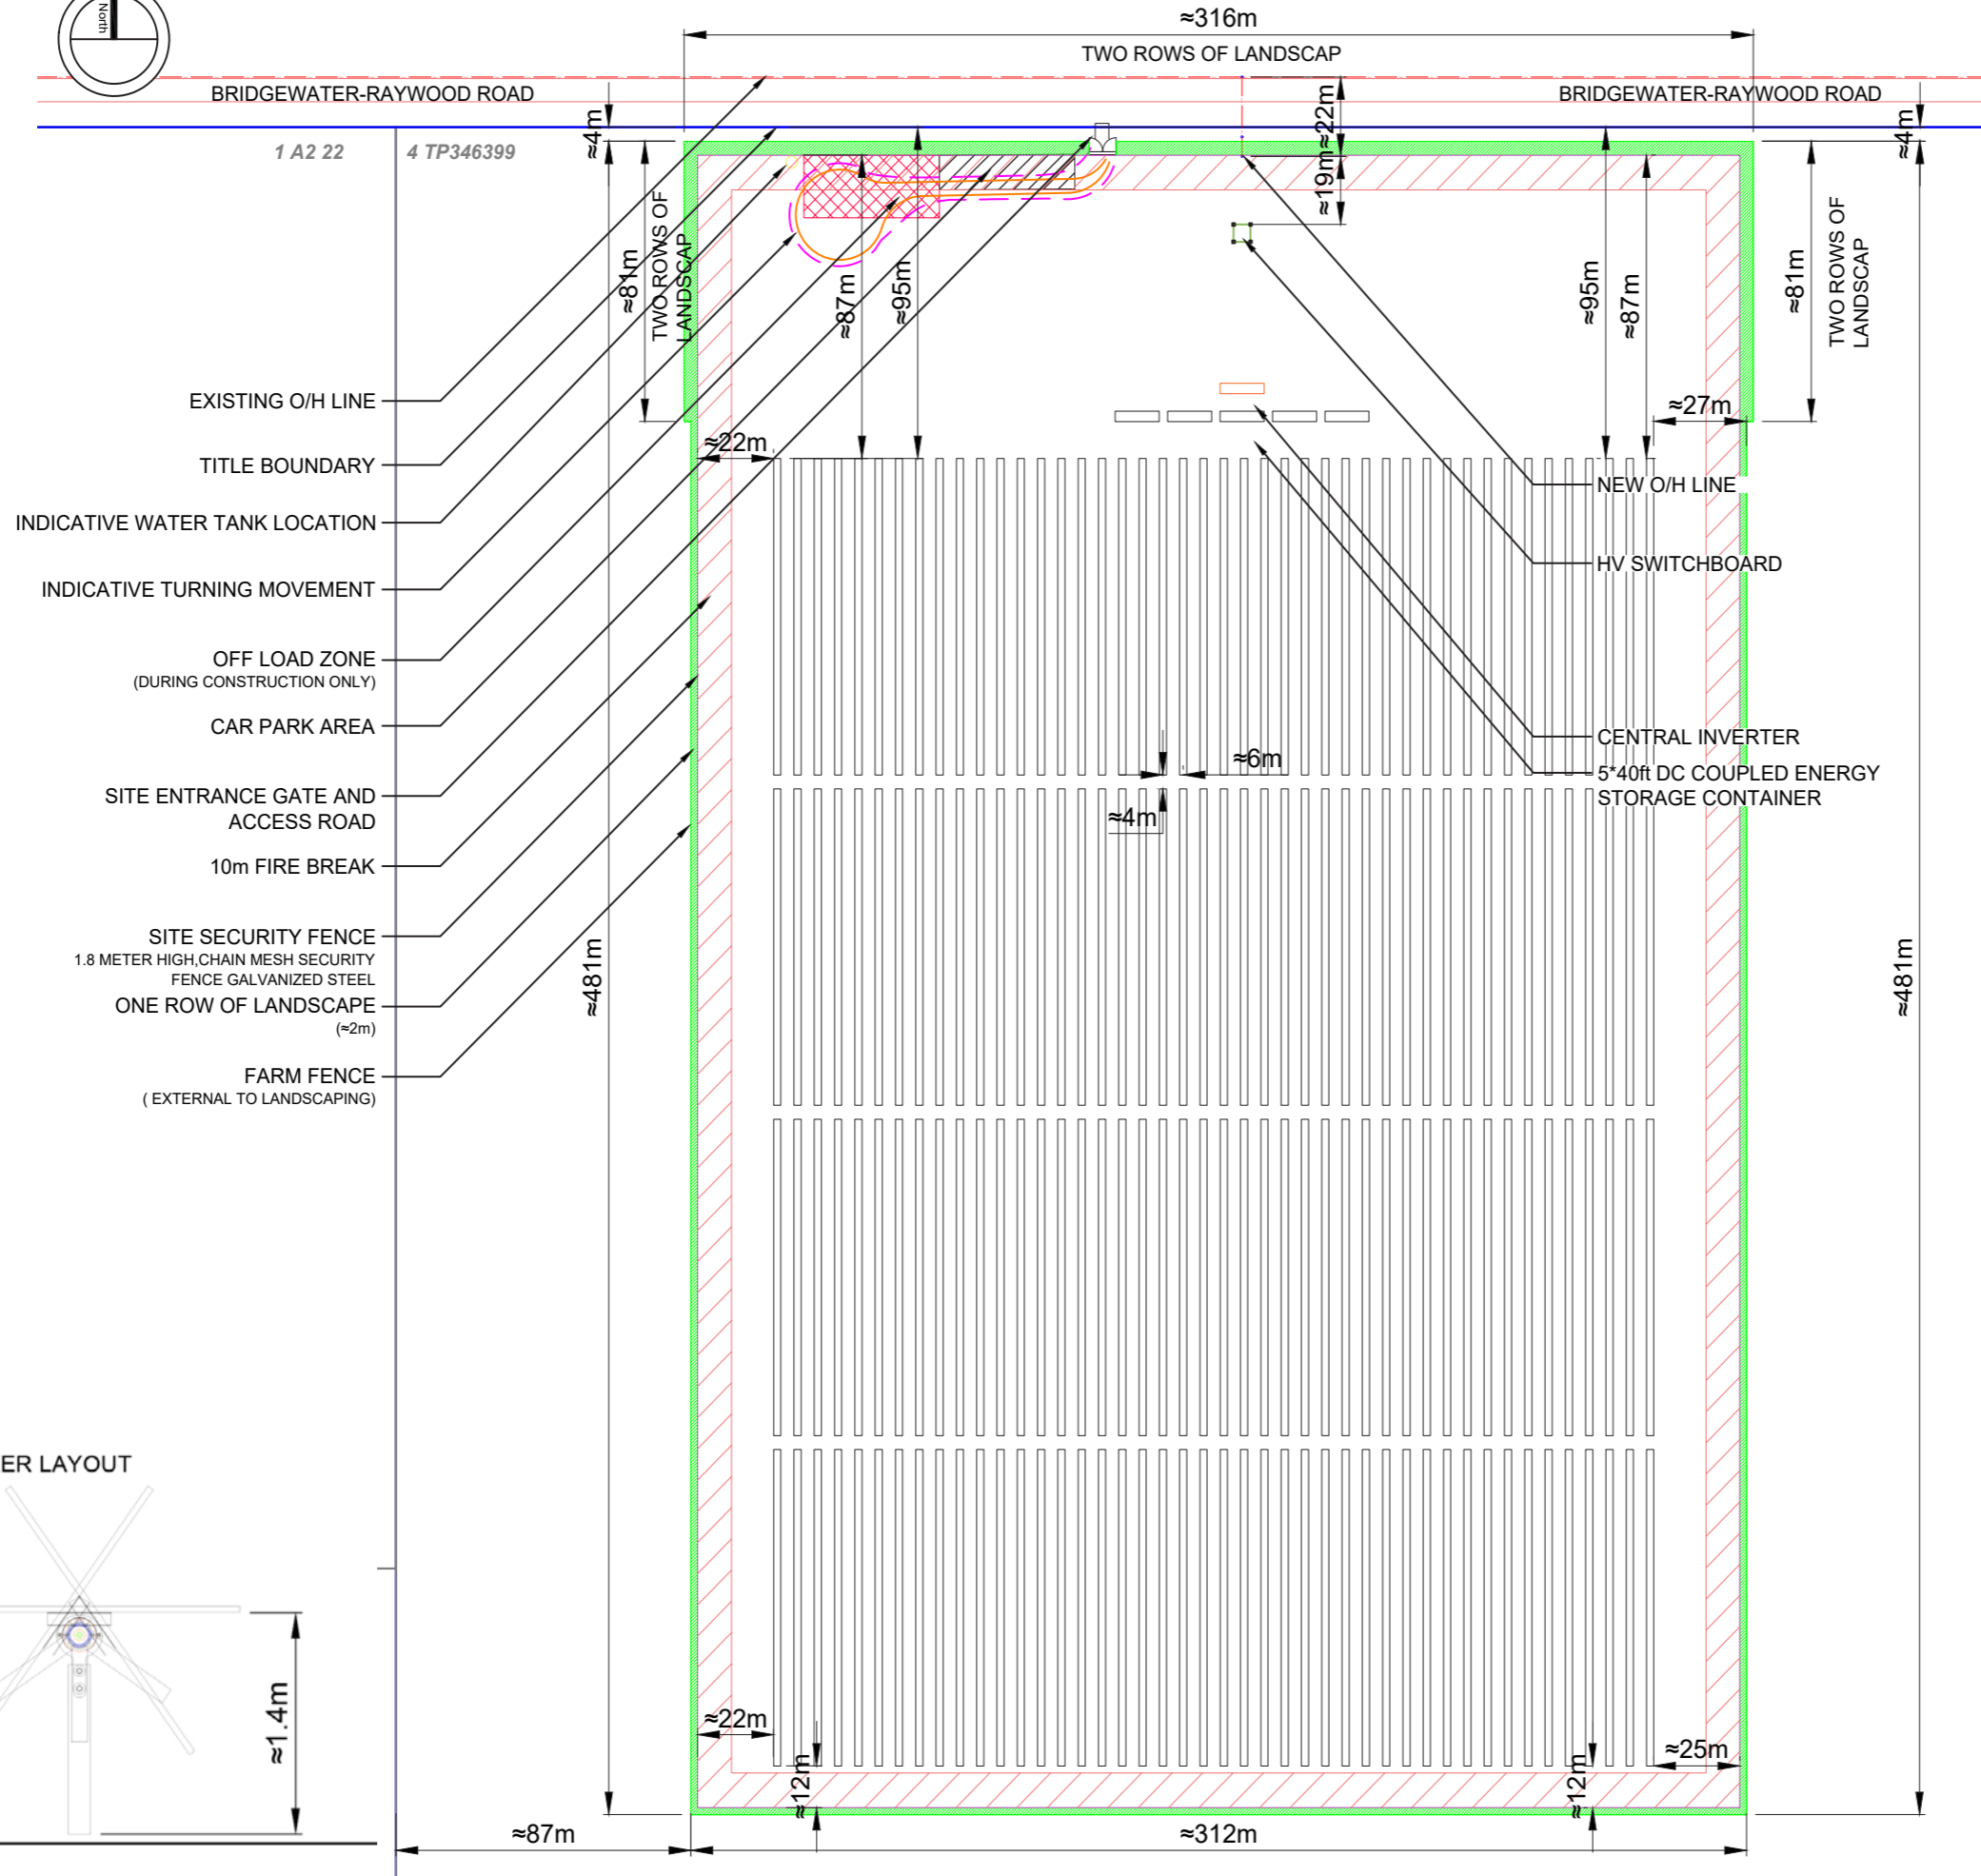 North
≈316m
TWO ROWS OF LANDSCAP
BRIDGEWATER-RAYWOOD ROAD
BRIDGEWATER-RAYWOOD ROAD
≈4m
≈22m
≈4m
1 A2 22
4 TP346399
≈19m
≈81m
TWO ROWS OF
LANDSCAP
≈87m
≈95m
≈95m
≈87m
≈81m
TWO ROWS OF
LANDSCAP
EXISTING O/H LINE
TITLE BOUNDARY
INDICATIVE WATER TANK LOCATION
INDICATIVE TURNING MOVEMENT
OFF LOAD ZONE
(DURING CONSTRUCTION ONLY)
CAR PARK AREA
SITE ENTRANCE GATE AND
ACCESS ROAD
10m FIRE BREAK
SITE SECURITY FENCE
1.8 METER HIGH,CHAIN MESH SECURITY
FENCE GALVANIZED STEEL
ONE ROW OF LANDSCAPE
(≈2m)
FARM FENCE
( EXTERNAL TO LANDSCAPING)
≈22m
≈27m
NEW O/H LINE
HV SWITCHBOARD
CENTRAL INVERTER
5*40ft DC COUPLED ENERGY
STORAGE CONTAINER
≈6m
≈4m
≈481m
≈481m
ER LAYOUT
≈1.4m
≈22m
≈12m
≈12m
≈25m
≈87m
≈312m